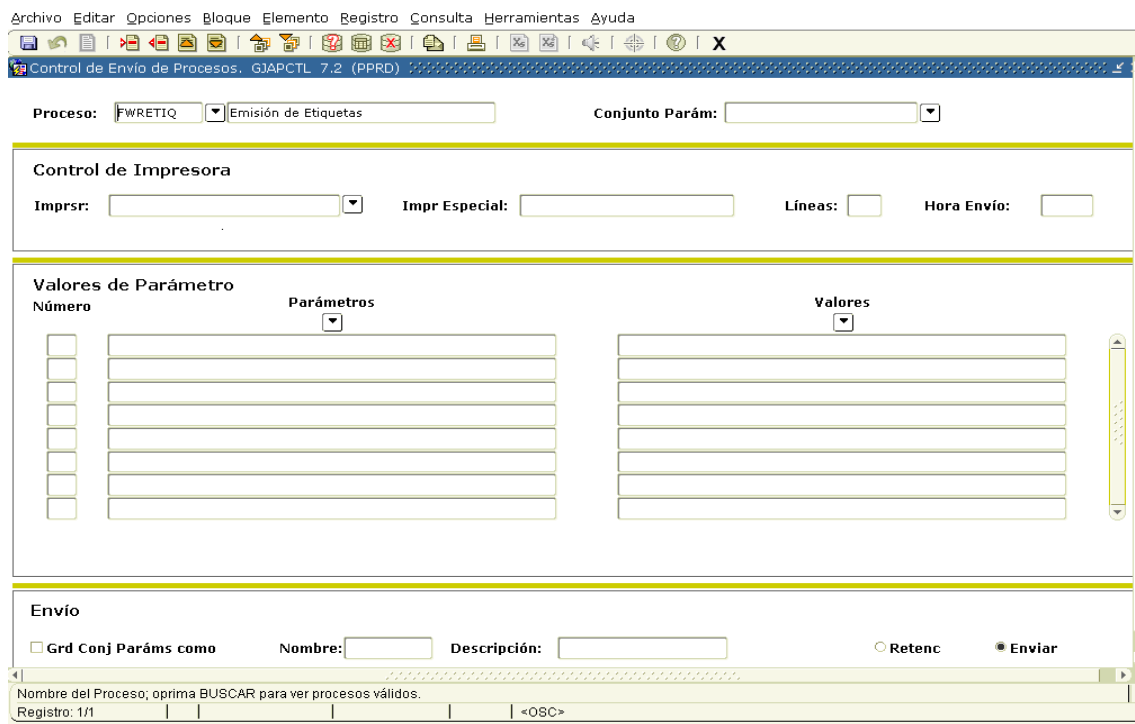 Archivo Editar Opciones Bloque Elemento Registro Consulta Herramientas Ayuda
Control de Envío de Procesos. GJAPCTL 7.2 (PPRD)
Proceso: FWRETIQ Emisión de Etiquetas Conjunto Parám:
Control de Impresora
Imprsr: Impr Especial: Líneas: Hora Envío:
Valores de Parámetro
Número Parámetros Valores
Envío
Grd Conj Paráms como Nombre: Descripción: Retenc Enviar
Nombre del Proceso; oprima BUSCAR para ver procesos válidos.
Registro: 1/1 <OSC>